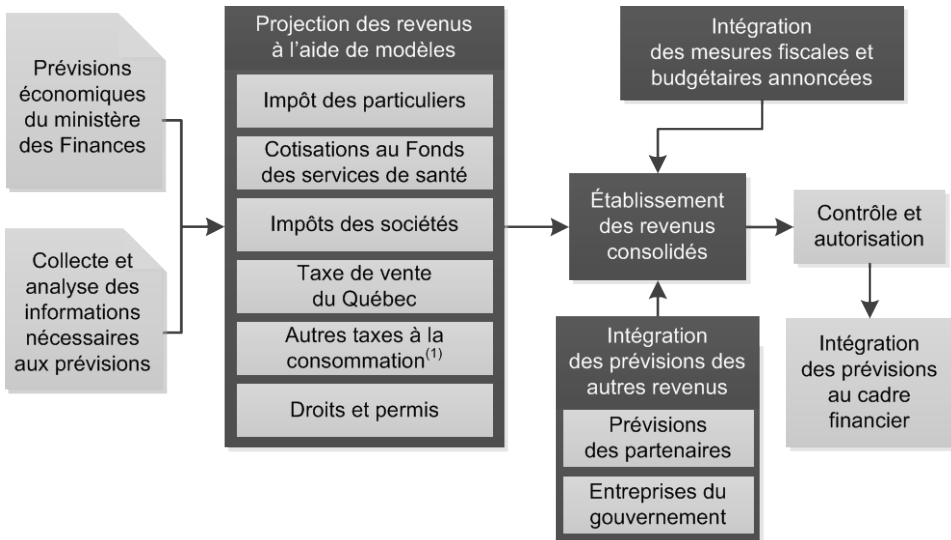 Prévisions
économiques
du ministère
des Finances
Collecte et
analyse des
informations
nécessaires
aux prévisions
Projection des revenus
à l'aide de modèles
Impôt des particuliers
Cotisations au Fonds
des services de santé
Impôts des sociétés
Taxe de vente
du Québec
Autres taxes à la
consommation(1)
Droits et permis
Intégration
des mesures fiscales et
budgétaires annoncées
Établissement
des revenus
consolidés
Intégration
des prévisions des
autres revenus
Prévisions
des partenaires
Entreprises du
gouvernement
Contrôle et
autorisation
Intégration
des prévisions
au cadre
financier